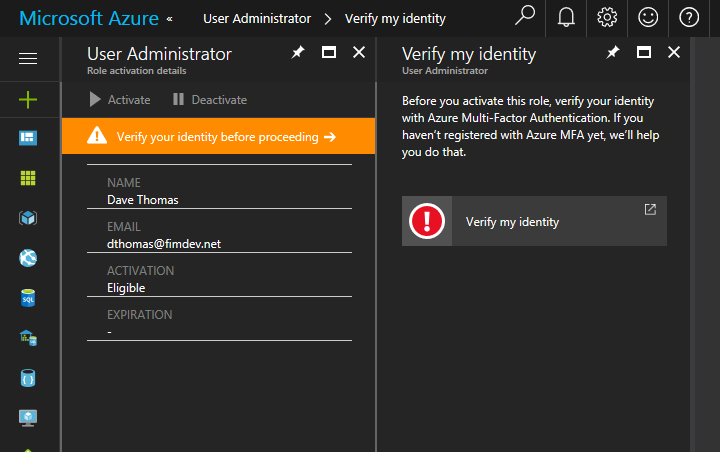 Microsoft Azure « User Administrator > Verify my identity
User Administrator
Role activation details
Activate Deactivate
Verify your identity before proceeding →
NAME
Dave Thomas
EMAIL
dthomas@fimdev.net
ACTIVATION
Eligible
EXPIRATION
-
Verify my identity
User Administrator
Before you activate this role, verify your identity
with Azure Multi-Factor Authentication. If you
haven't registered with Azure MFA yet, we'll help
you do that.
Verify my identity
SQL